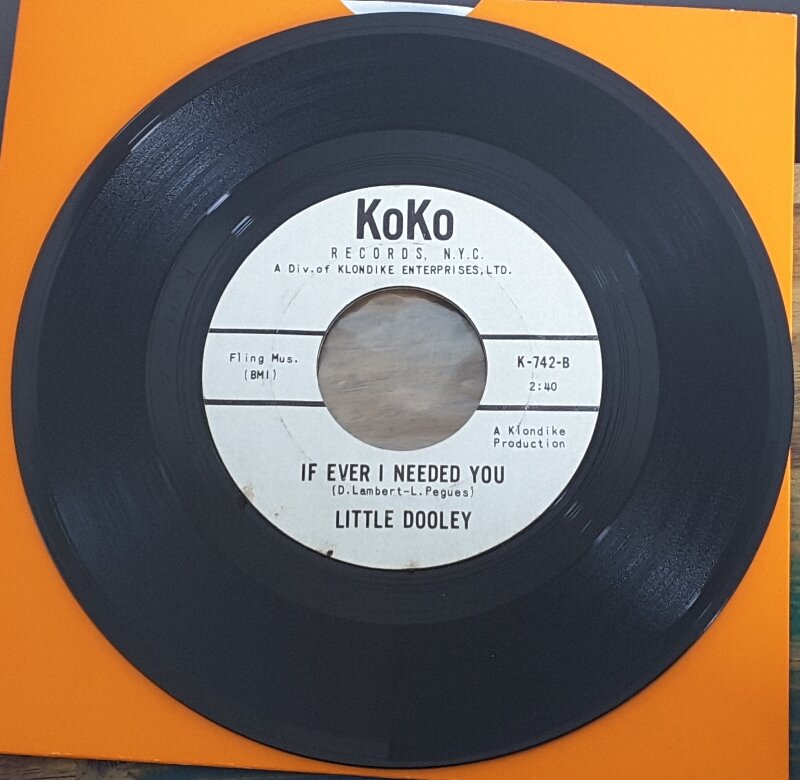 KoKo
RECORDS, N.Y.C.
A Div.of KLONDIKE ENTERPRISES,LTD.
Fling Mus.
(BMI)
K-742-B
2:40
A Klondike
Production
IF EVER I NEEDED YOU
(D.Lambert-L.Pegues)
LITTLE DOOLEY